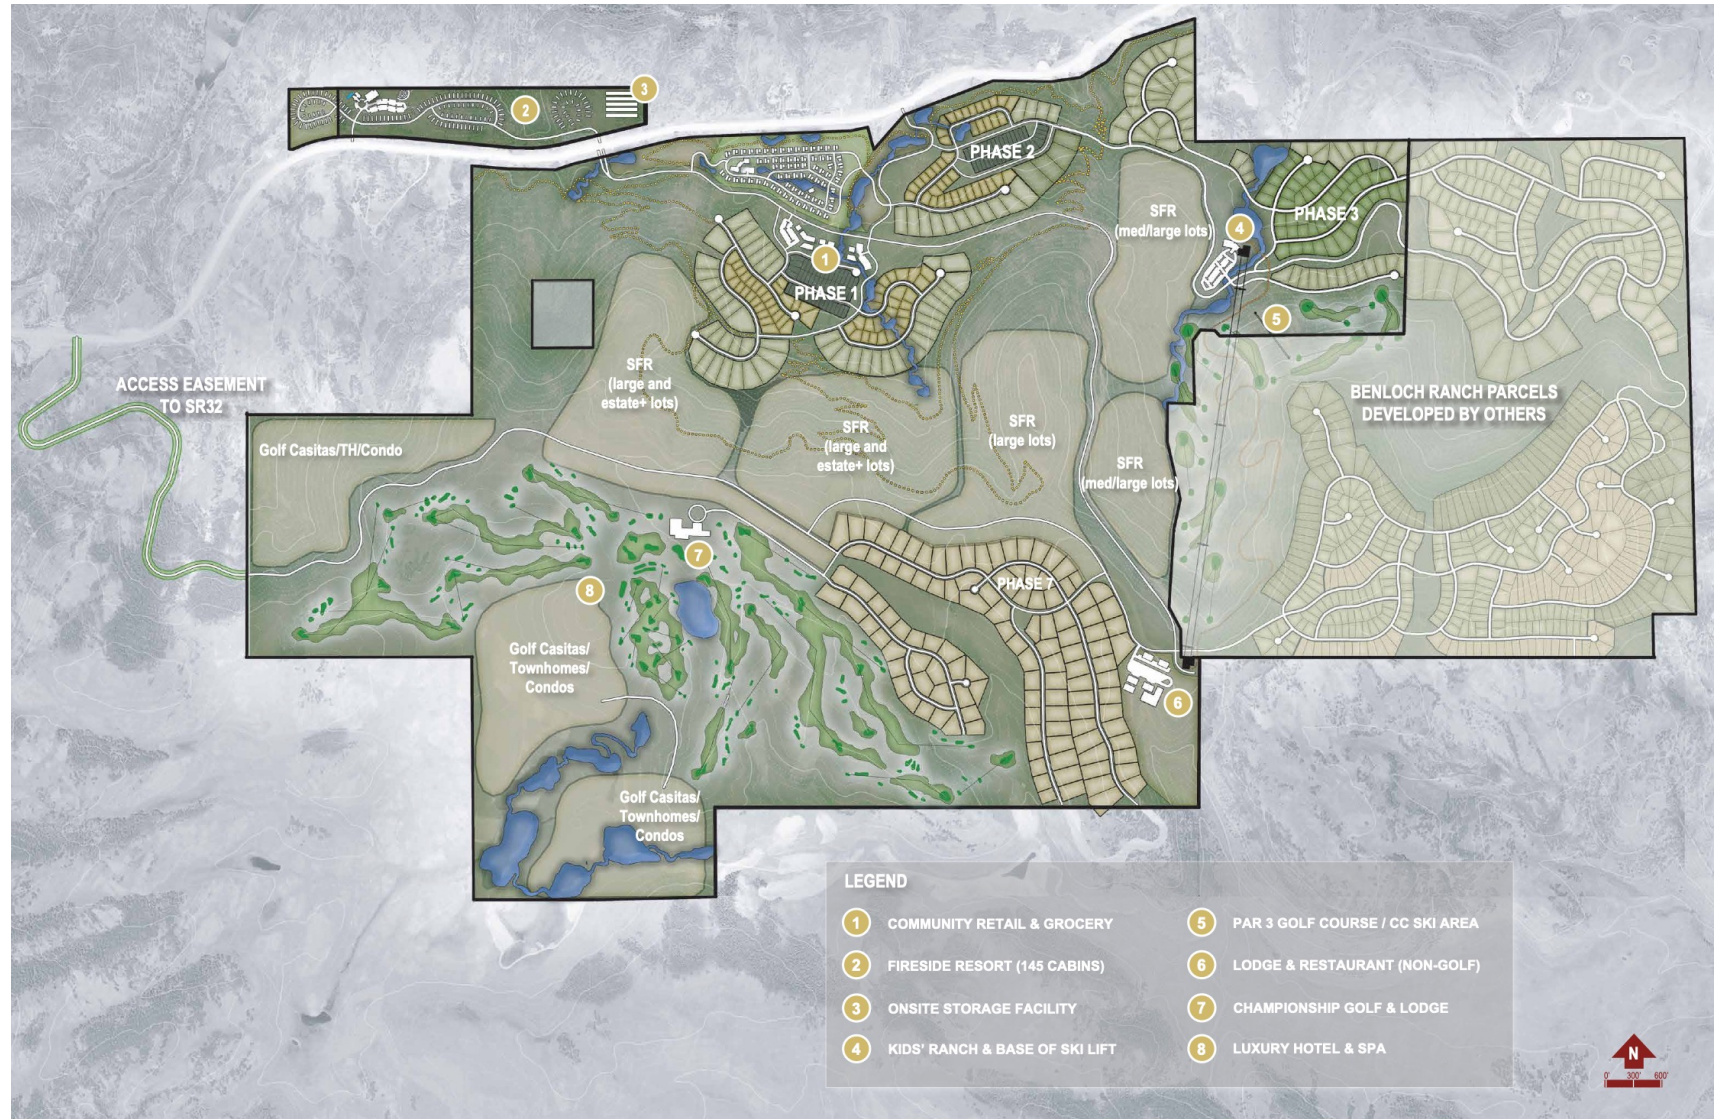 3
2
PHASE 2
SFR
(med/large lots)
PHASE 3
4
1
PHASE 1
5
SFR
(large and
estate+ lots)
ACCESS EASEMENT
TO SR32
BENLOCH RANCH PARCELS
DEVELOPED BY OTHERS
SFR
(large and
estate+ lots)
SFR
(large lots)
Golf Casitas/TH/Condo
SFR
(med/large lots)
7
8
PHASE 7
Golf Casitas/
Townhomes/
Condos
6
Golf Casitas/
Townhomes/
Condos
LEGEND
1 COMMUNITY RETAIL & GROCERY
2 FIRESIDE RESORT (145 CABINS)
3 ONSITE STORAGE FACILITY
4 KIDS' RANCH & BASE OF SKI LIFT
5 PAR 3 GOLF COURSE / CC SKI AREA
6 LODGE & RESTAURANT (NON-GOLF)
7 CHAMPIONSHIP GOLF & LODGE
8 LUXURY HOTEL & SPA
N
0' 300' 600'